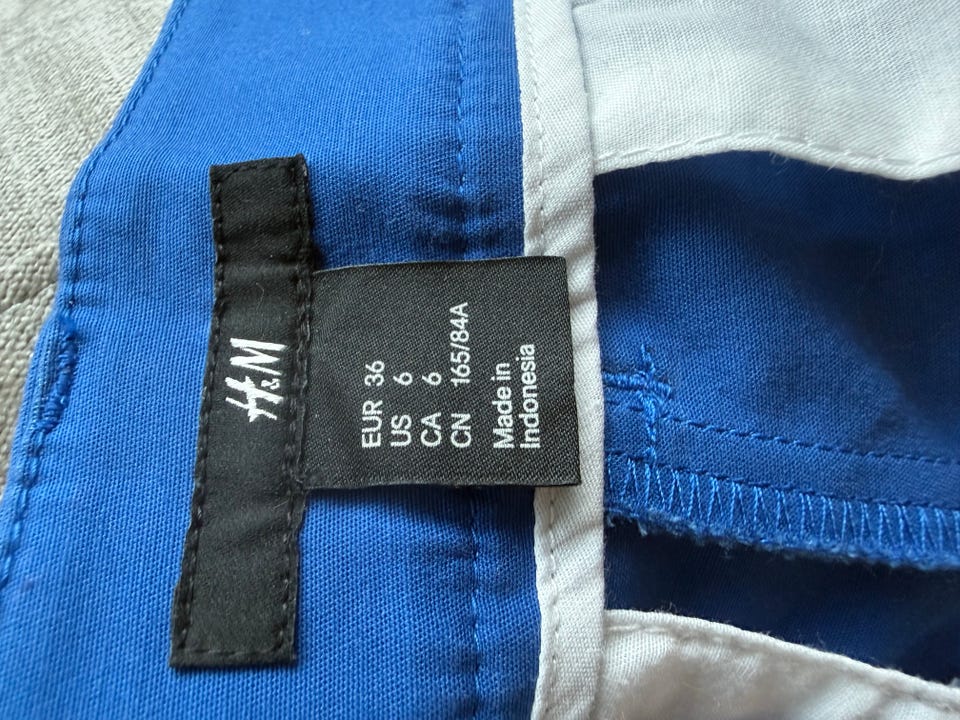 H&M
EUR 36
US 6
CA 6
CN 165/84A
Made in
Indonesia